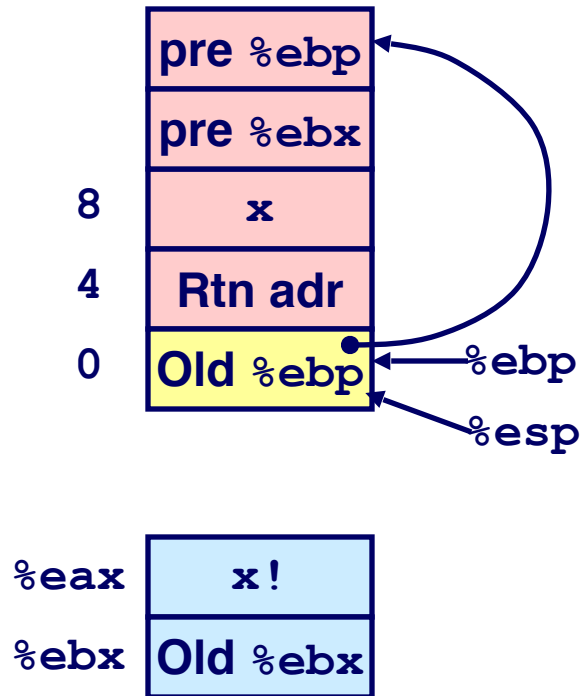 pre %ebp
pre %ebx
8 x
4 Rtn adr
0 Old %ebp %ebp
%esp
%eax x!
%ebx Old %ebx